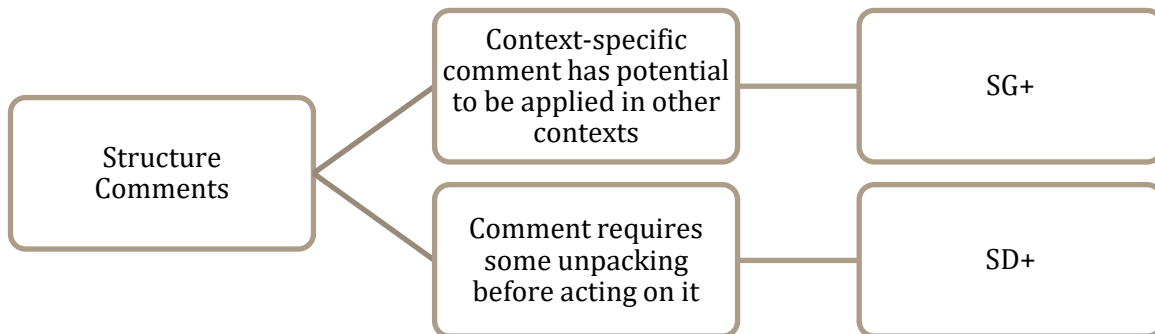 Structure
Comments
Context-specific
comment has potential
to be applied in other
contexts
SG+
Comment requires
some unpacking
before acting on it
SD+